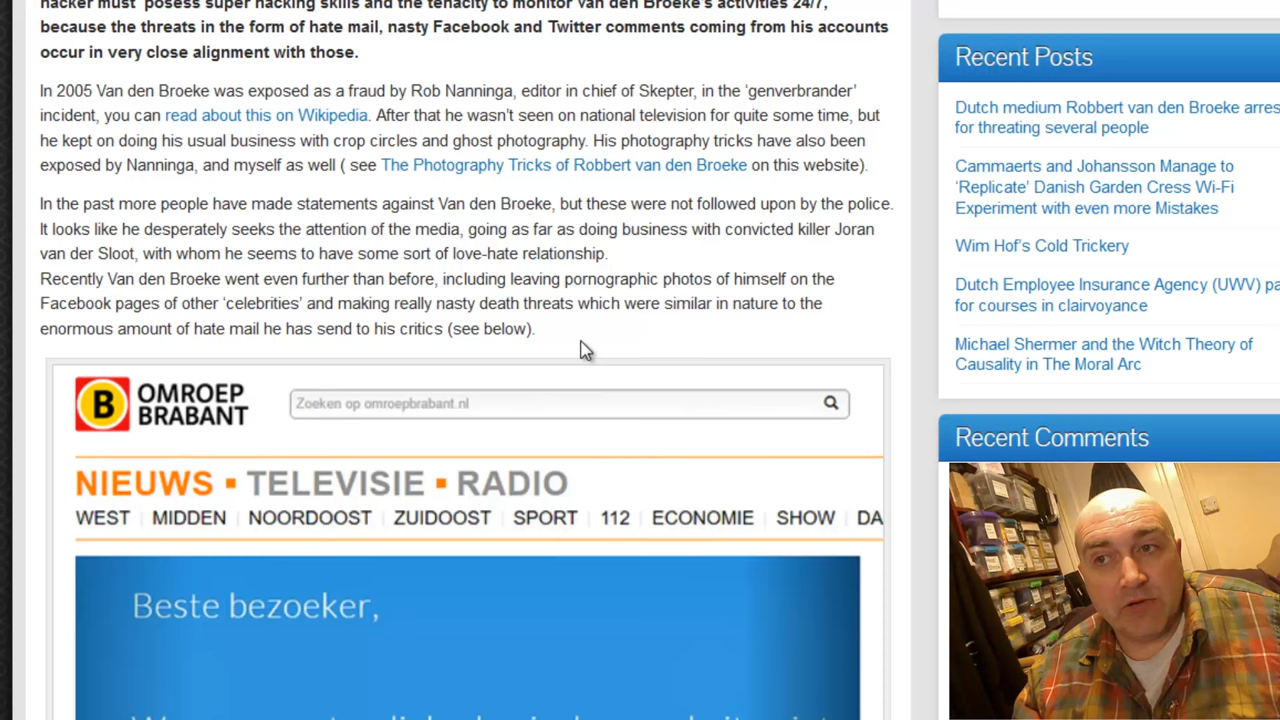 hacker must posess super hacking skills and the tenacity to monitor Van den Broeke's activities 24/7,
because the threats in the form of hate mail, nasty Facebook and Twitter comments coming from his accounts
occur in very close alignment with those.
In 2005 Van den Broeke was exposed as a fraud by Rob Nanninga, editor in chief of Skepter, in the ‘genverbrander’
incident, you can read about this on Wikipedia. After that he wasn't seen on national television for quite some time, but
he kept on doing his usual business with crop circles and ghost photography. His photography tricks have also been
exposed by Nanninga, and myself as well ( see The Photography Tricks of Robbert van den Broeke on this website).
In the past more people have made statements against Van den Broeke, but these were not followed upon by the police.
It looks like he desperately seeks the attention of the media, going as far as doing business with convicted killer Joran
van der Sloot, with whom he seems to have some sort of love-hate relationship.
Recently Van den Broeke went even further than before, including leaving pornographic photos of himself on the
Facebook pages of other ‘celebrities’ and making really nasty death threats which were similar in nature to the
enormous amount of hate mail he has send to his critics (see below).
B OMROEP
BRABANT
Zoeken op omroepbrabant.nl
NIEUWS ▪ TELEVISIE ▪ RADIO
WEST MIDDEN NOORDOOST ZUIDOOST SPORT 112 ECONOMIE SHOW DA
Beste bezoeker,
Recent Posts
Dutch medium Robbert van den Broeke arres
for threating several people
Cammaerts and Johansson Manage to
‘Replicate’ Danish Garden Cress Wi-Fi
Experiment with even more Mistakes
Wim Hof's Cold Trickery
Dutch Employee Insurance Agency (UWV) pa
for courses in clairvoyance
Michael Shermer and the Witch Theory of
Causality in The Moral Arc
Recent Comments